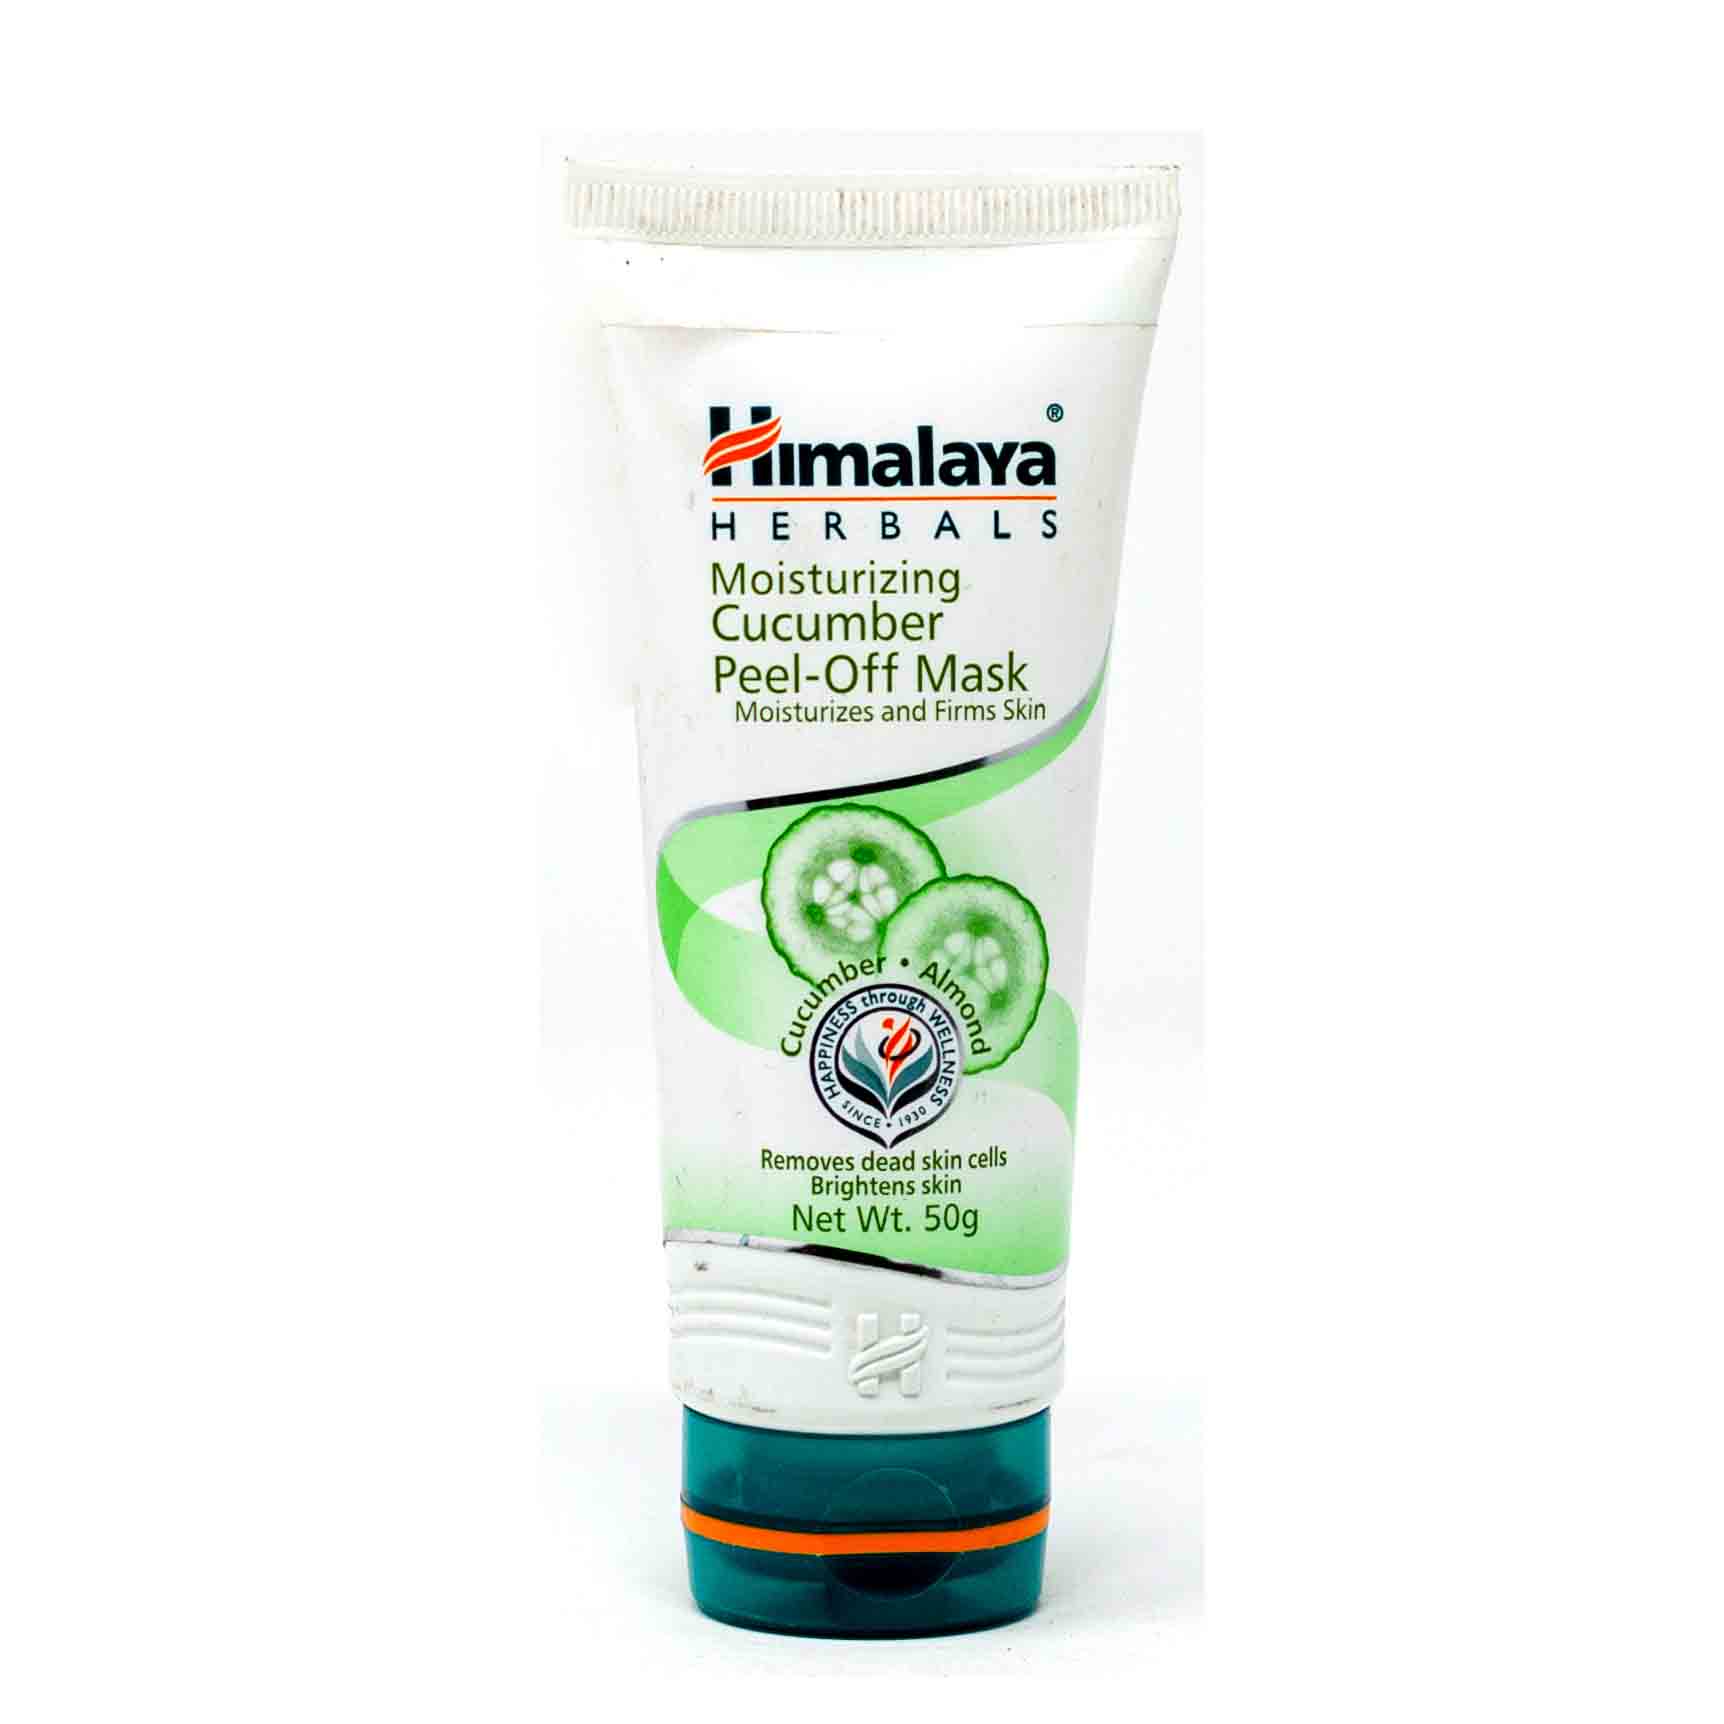 Himalaya®
HERBALS
Moisturizing
Cucumber
Peel-Off Mask
Moisturizes and Firms Skin
Cucumber • Almond
HAPPINESS through WELLNESS
SINCE • 1930
Removes dead skin cells
Brightens skin
Net Wt. 50g
H